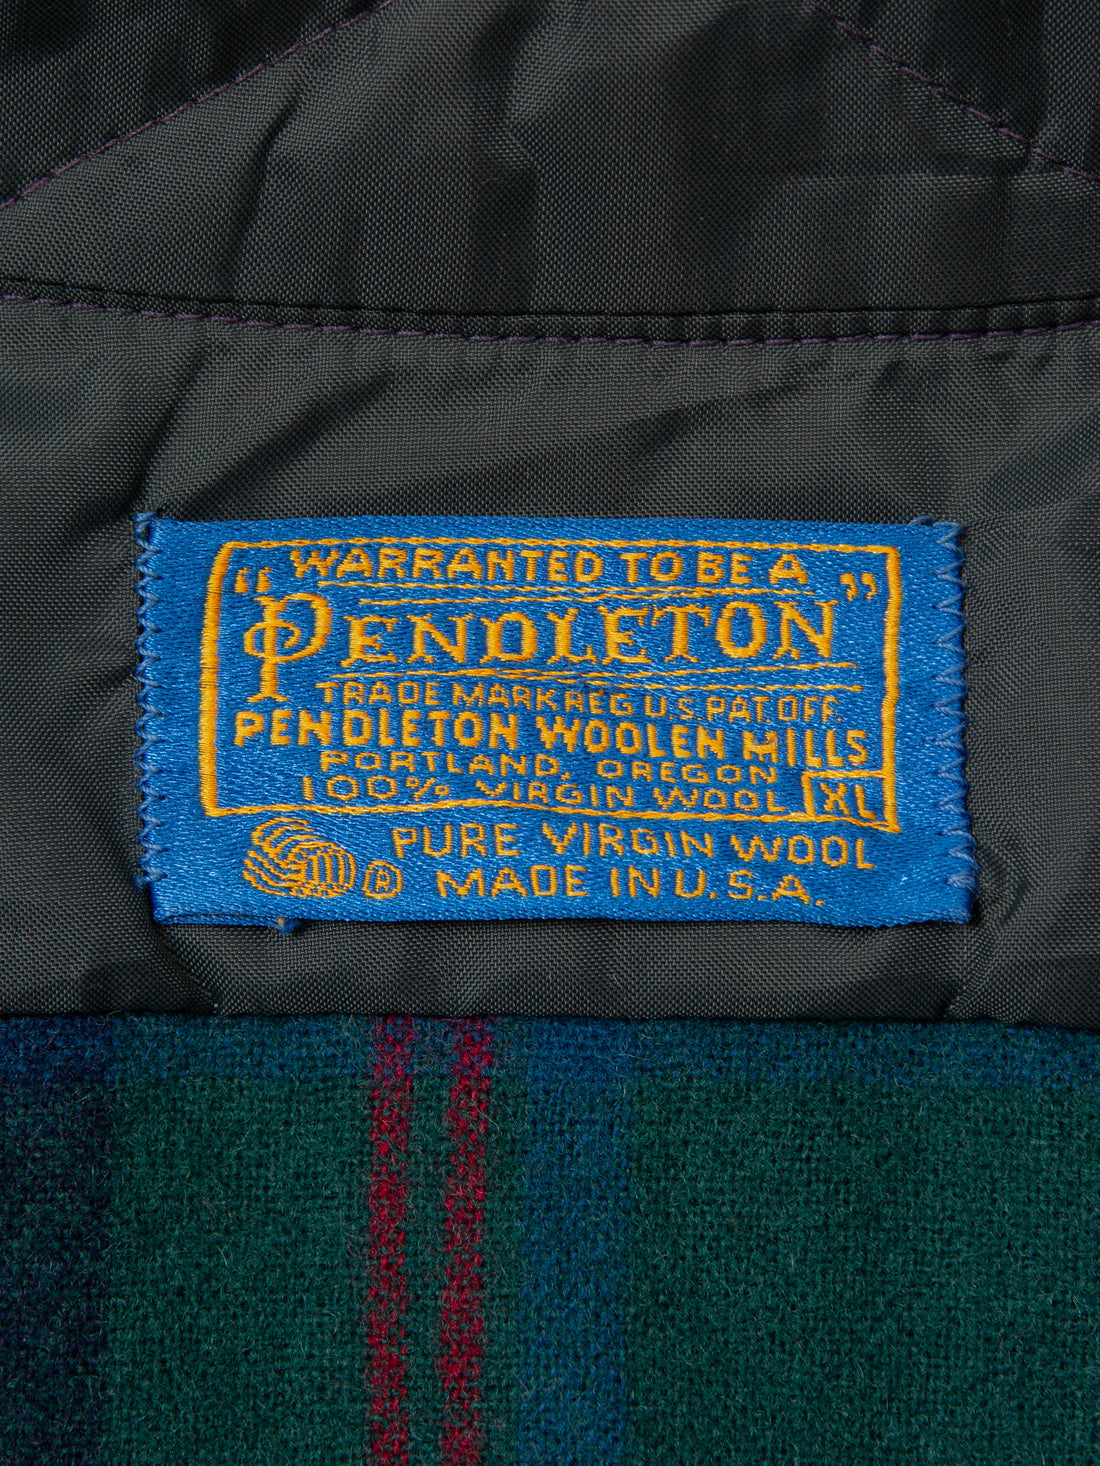 WARRANTED TO BE A
"PENDLETON"
TRADE MARK REG U.S. PAT. OFF.
PENDLETON WOOLEN MILLS
PORTLAND, OREGON
100% VIRGIN WOOL XL
PURE VIRGIN WOOL
® MADE IN U.S.A.